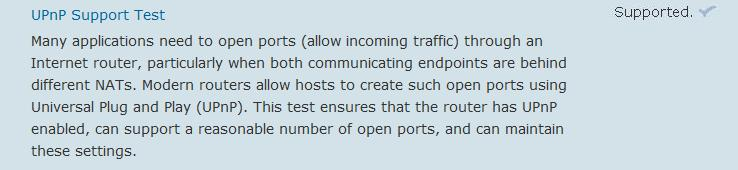 UPnP Support Test
Supported.
Many applications need to open ports (allow incoming traffic) through an
Internet router, particularly when both communicating endpoints are behind
different NATs. Modern routers allow hosts to create such open ports using
Universal Plug and Play (UPnP). This test ensures that the router has UPnP
enabled, can support a reasonable number of open ports, and can maintain
these settings.